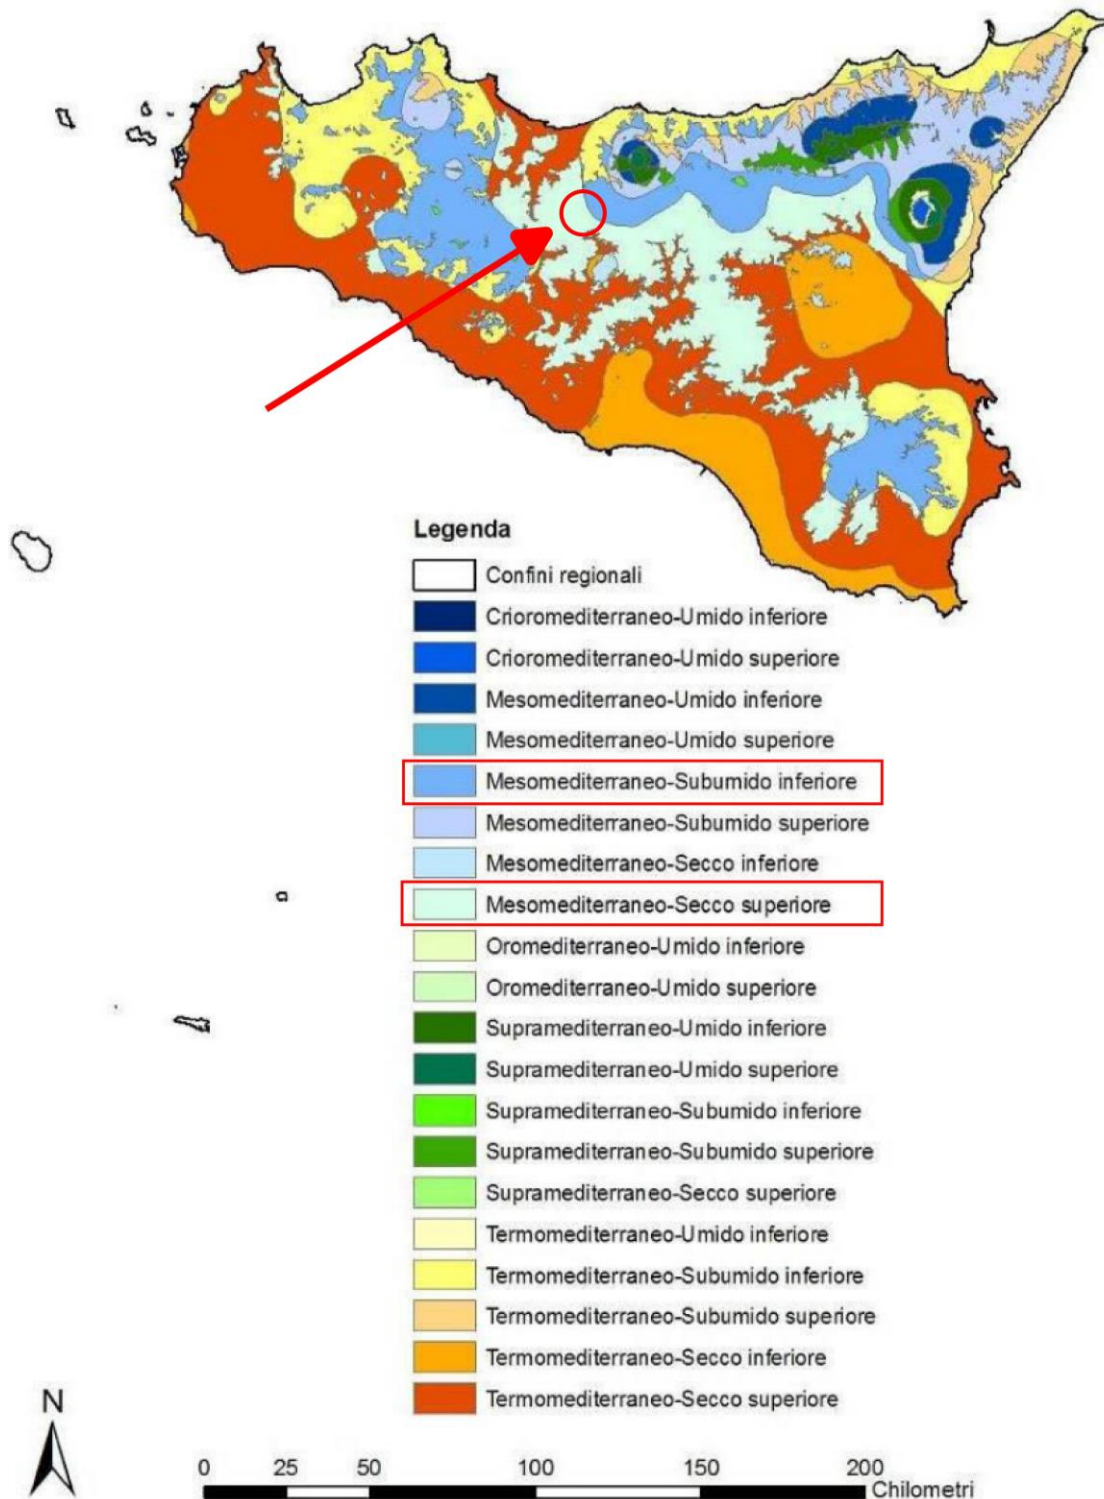 Legenda
Confini regionali
Crioromediterraneo-Umido inferiore
Crioromediterraneo-Umido superiore
Mesomediterraneo-Umido inferiore
Mesomediterraneo-Umido superiore
Mesomediterraneo-Subumido inferiore
Mesomediterraneo-Subumido superiore
Mesomediterraneo-Secco inferiore
Mesomediterraneo-Secco superiore
Oromediterraneo-Umido inferiore
Oromediterraneo-Umido superiore
Supramediterraneo-Umido inferiore
Supramediterraneo-Umido superiore
Supramediterraneo-Subumido inferiore
Supramediterraneo-Subumido superiore
Supramediterraneo-Secco superiore
Termomediterraneo-Umido inferiore
Termomediterraneo-Subumido inferiore
Termomediterraneo-Subumido superiore
Termomediterraneo-Secco inferiore
Termomediterraneo-Secco superiore
N
0 25 50 100 150 200
Chilometri